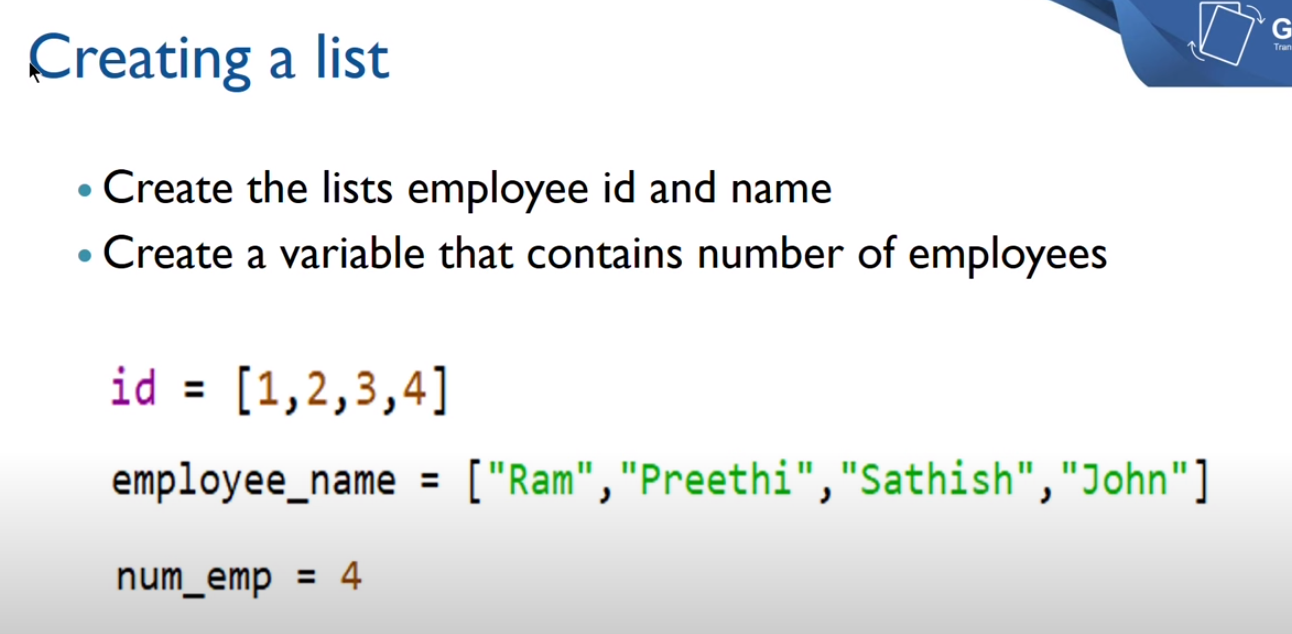 Creating a list
• Create the lists employee id and name
• Create a variable that contains number of employees
id = [1,2,3,4]
employee_name = ["Ram","Preethi","Sathish","John"]
num_emp = 4